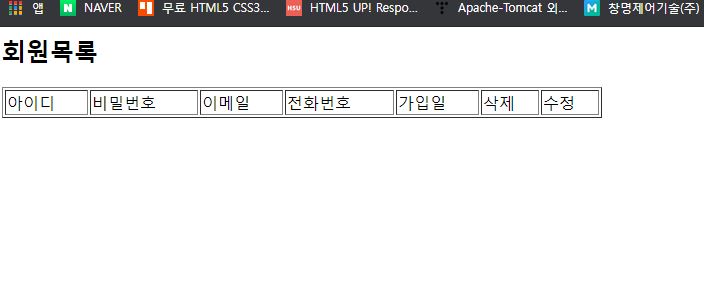 앱 NAVER 무료 HTML5 CSS3... HTML5 UP! Respo... Apache-Tomcat 외... 창명제어기술(주)
회원목록
아이디 비밀번호 이메일 전화번호 가입일 삭제 수정